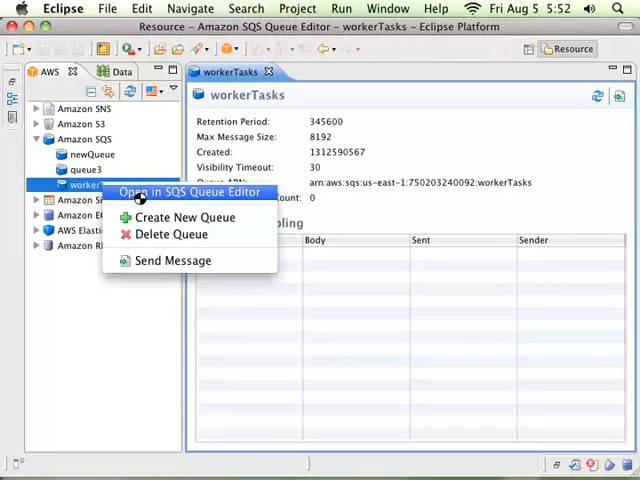 Eclipse File Edit Navigate Search Project Run Window Help Fri Aug 5 5:52
Resource - Amazon SQS Queue Editor - workerTasks - Eclipse Platform
Resource
AWS Data
Amazon SNS
Amazon S3
Amazon SQS
newQueue
queue3
Open in SQS Queue Editor
Create New Queue
Delete Queue
Send Message
workerTasks
workerTasks
Retention Period: 345600
Max Message Size: 8192
Created: 1312590567
Visibility Timeout: 30
arn:aws:sqs:us-east-1:750203240092:workerTasks
0
Body Sent Sender